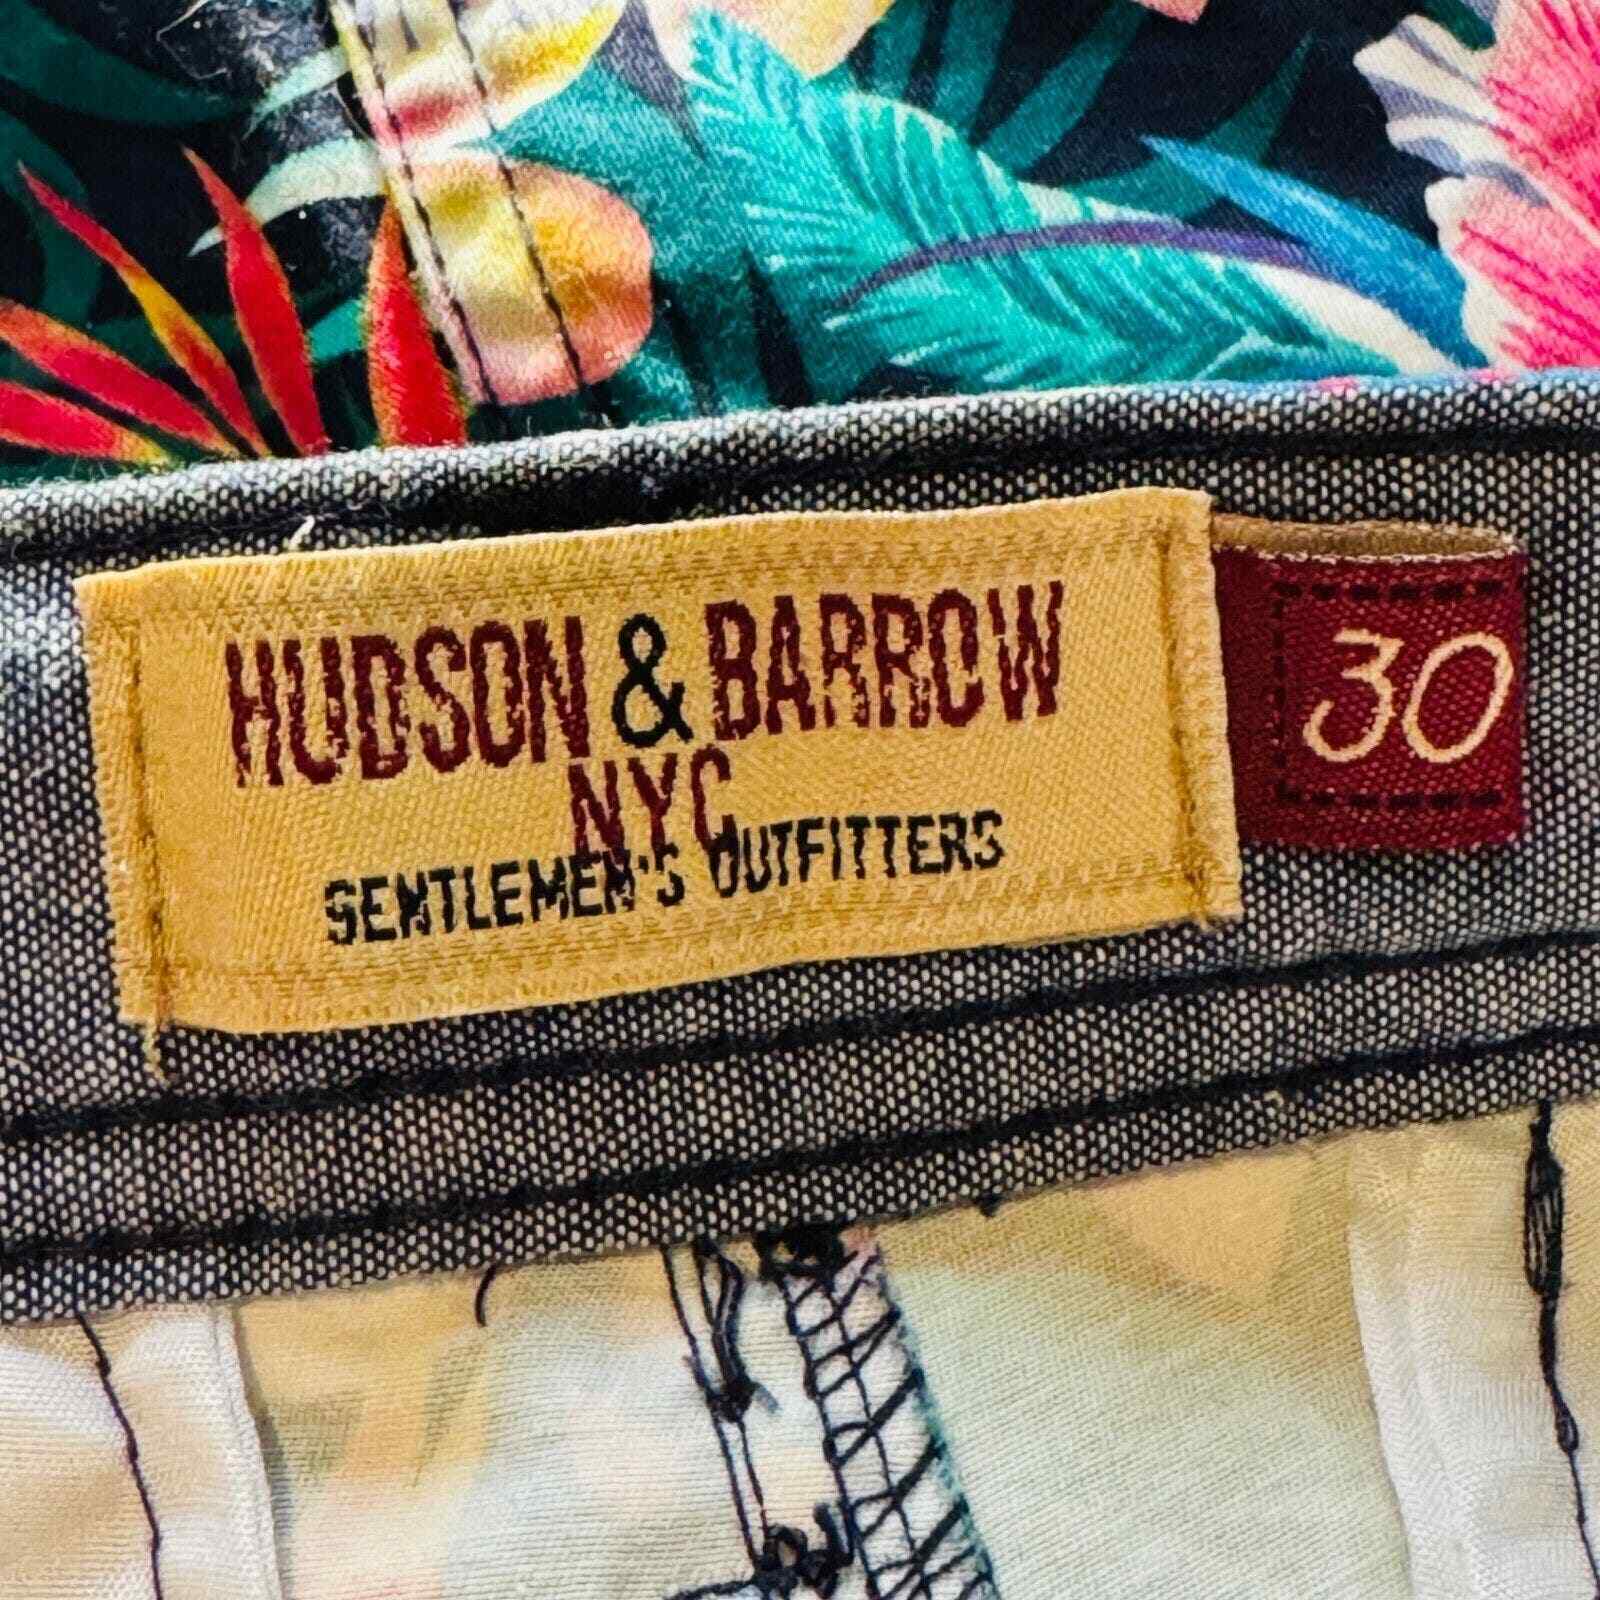 HUDSON & BARROW
NYC
GENTLEMEN'S OUTFITTERS
30